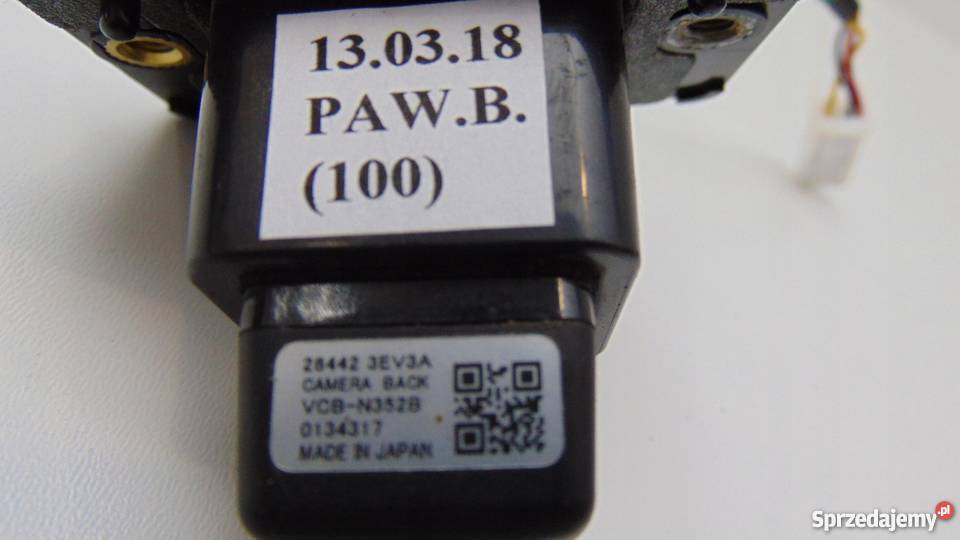 13.03.18
PAW.B.
(100)
28442 3EV3A
CAMERA BACK
VCB-N352B
0134317
MADE IN JAPAN
Sprzedajemy.pl